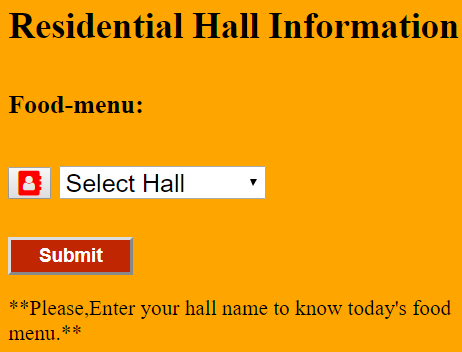 Residential Hall Information
Food-menu:
Select Hall
Submit
**Please,Enter your hall name to know today's food
menu.**